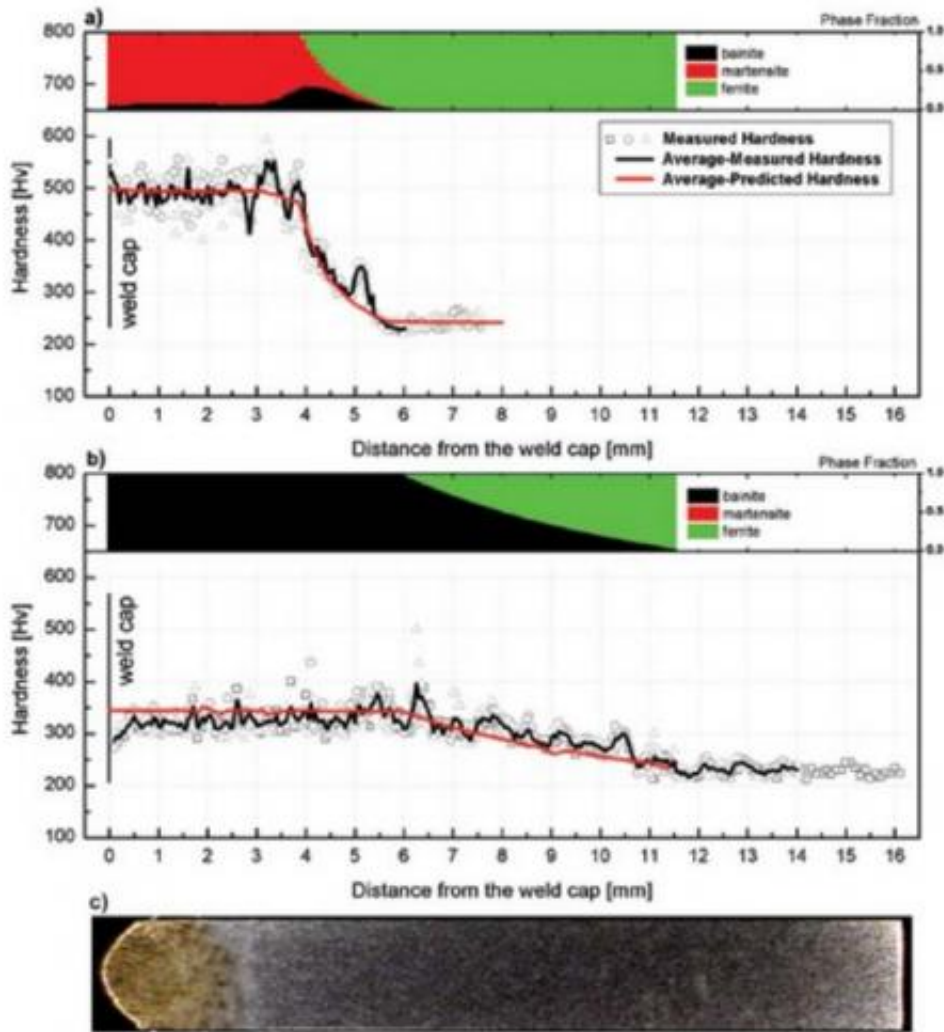 a)
Phase Fraction
800
700
600
500
400
300
200
100
1.0
0.5
0.0
bainite
martensite
ferrite
Measured Hardness
Average-Measured Hardness
Average-Predicted Hardness
Hardness [Hv]
weld cap
0 1 2 3 4 5 6 7 8 9 10 11 12 13 14 15 16
Distance from the weld cap [mm]
b)
Phase Fraction
800
700
600
500
400
300
200
100
1.0
0.5
0.0
bainite
martensite
ferrite
Hardness [Hv]
weld cap
0 1 2 3 4 5 6 7 8 9 10 11 12 13 14 15 16
Distance from the weld cap [mm]
c)